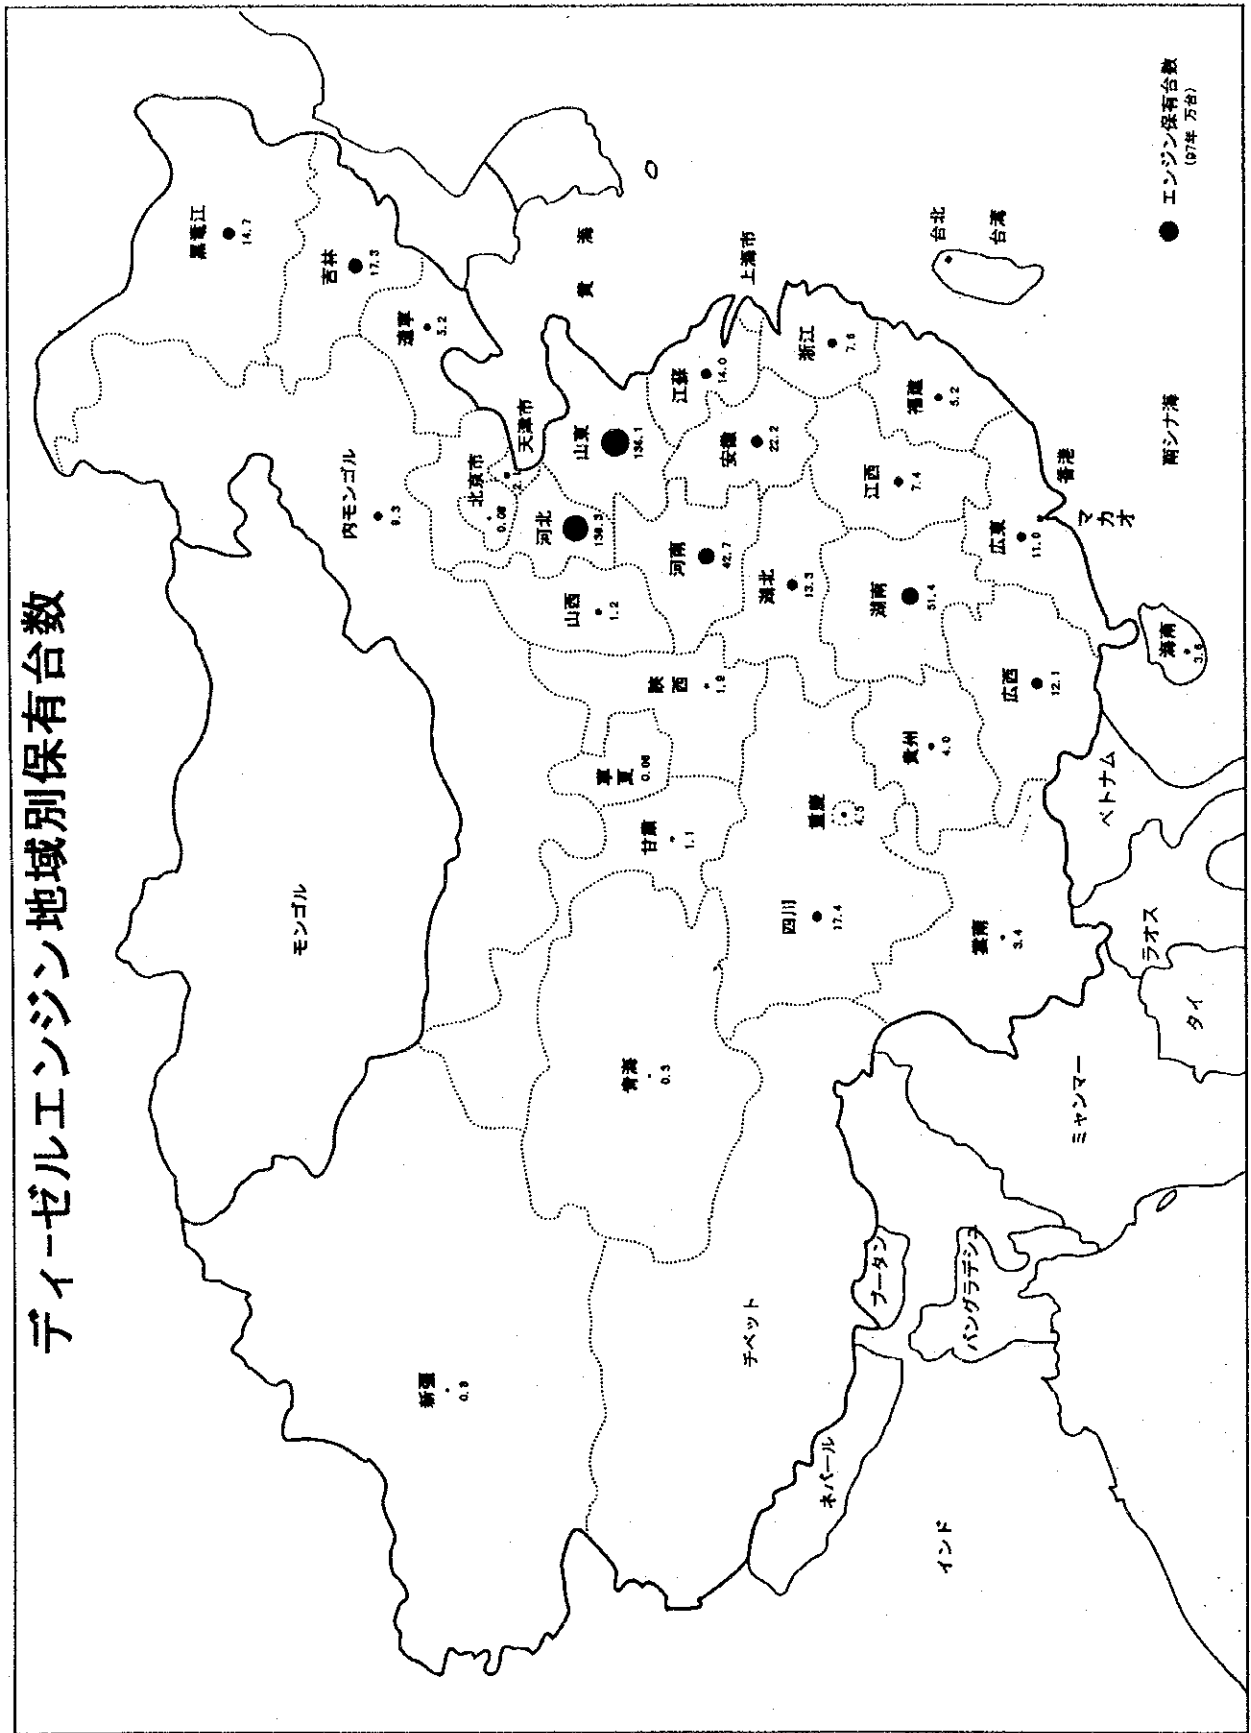 ディーゼルエンジン地域別保有台数
黒竜江
14.7
吉林
17.3
遼寧
5.2
内モンゴル
9.3
北京市
0.08
天津市
河北
136.3
山東
136.1
山西
1.2
河南
42.7
江蘇
14.0
安徽
22.2
上海市
浙江
7.6
湖北
13.3
湖南
51.4
江西
7.4
福建
5.2
広東
11.0
香港
マカオ
広西
12.1
海南
3.6
陝西
1.9
寧夏
0.06
甘粛
1.1
重慶
4.5
貴州
4.0
四川
17.4
雲南
3.4
青海
0.3
新疆
0.9
チベット
モンゴル
黄海
台北
台湾
南シナ海
ベトナム
ラオス
タイ
ミャンマー
ブータン
バングラデシュ
ネパール
インド
エンジン保有台数
(97年 万台)